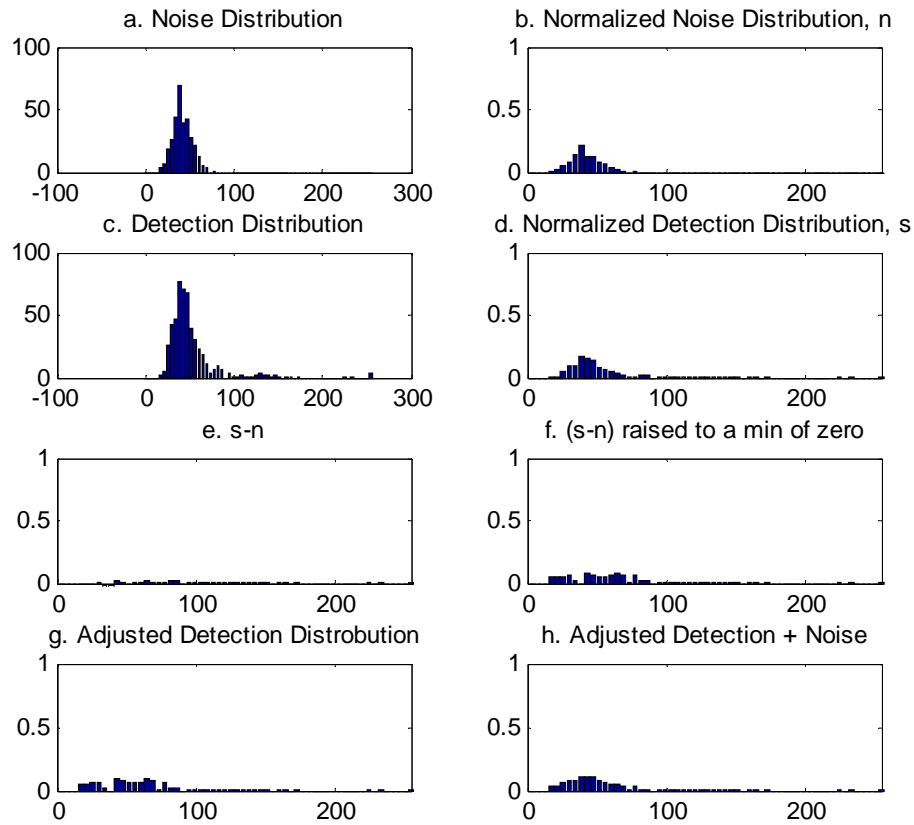 a. Noise Distribution
b. Normalized Noise Distribution, n
100
50
0
-100 0 100 200 300
1
0.5
0
0 100 200
c. Detection Distribution
d. Normalized Detection Distribution, s
100
50
0
-100 0 100 200 300
1
0.5
0
0 100 200
e. s-n
f. (s-n) raised to a min of zero
1
0.5
0
0 100 200
1
0.5
0
0 100 200
g. Adjusted Detection Distrobution
h. Adjusted Detection + Noise
1
0.5
0
0 100 200
1
0.5
0
0 100 200